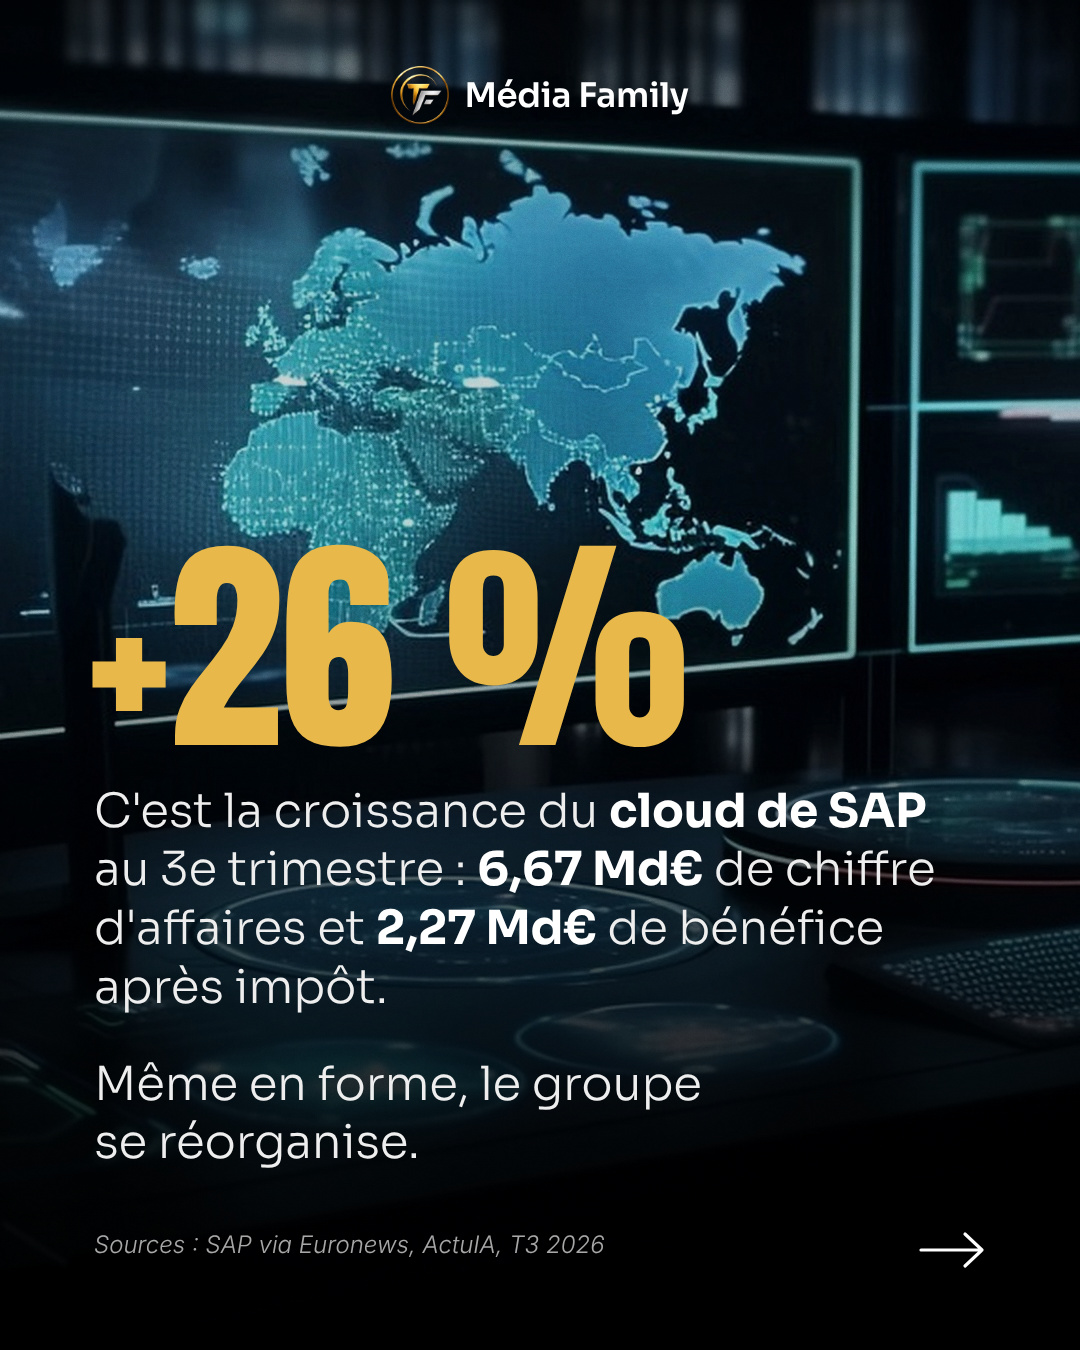 TF Média Family
+26 %
C'est la croissance du cloud de SAP
au 3e trimestre : 6,67 Md€ de chiffre
d'affaires et 2,27 Md€ de bénéfice
après impôt.
Même en forme, le groupe
se réorganise.
Sources : SAP via Euronews, ActuIA, T3 2026